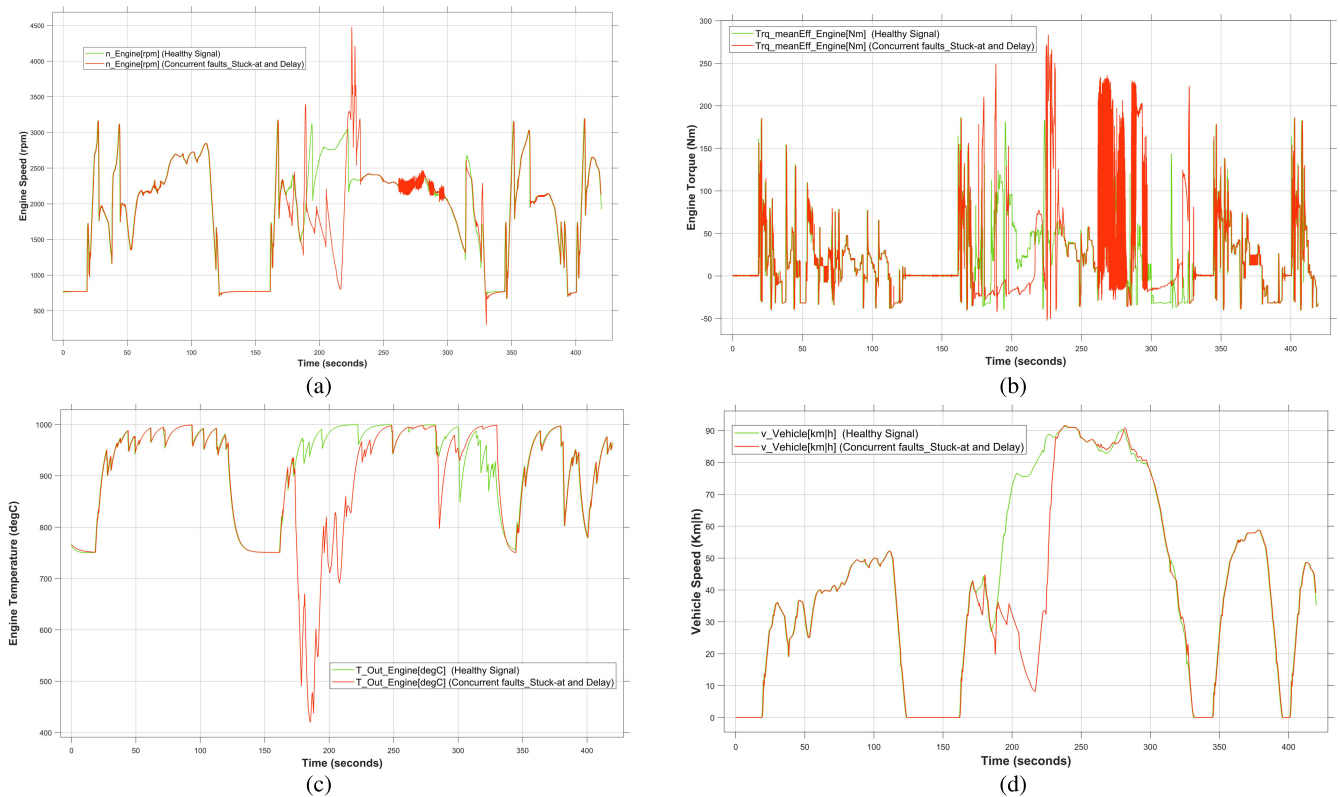 n_Engine[rpm] (Healthy Signal)
n_Engine[rpm] (Concurrent faults_Stuck-at and Delay)
Engine Speed (rpm)
4500
4000
3500
3000
2500
2000
1500
1000
500
0 50 100 150 200 250 300 350 400
Time (seconds)
(a)
Trq_meanEff_Engine[Nm] (Healthy Signal)
Trq_meanEff_Engine[Nm] (Concurrent faults_Stuck-at and Delay)
Engine Torque (Nm)
300
250
200
150
100
50
0
-50
0 50 100 150 200 250 300 350 400
Time (seconds)
(b)
Engine Temperature (degC)
1000
900
800
700
600
500
400
T_Out_Engine[degC] (Healthy Signal)
T_Out_Engine[degC] (Concurrent faults_Stuck-at and Delay)
0 50 100 150 200 250 300 350 400
Time (seconds)
(c)
v_Vehicle[km|h] (Healthy Signal)
v_Vehicle[km|h] (Concurrent faults_Stuck-at and Delay)
Vehicle Speed (Km|h)
90
80
70
60
50
40
30
20
10
0
0 50 100 150 200 250 300 350 400
Time (seconds)
(d)